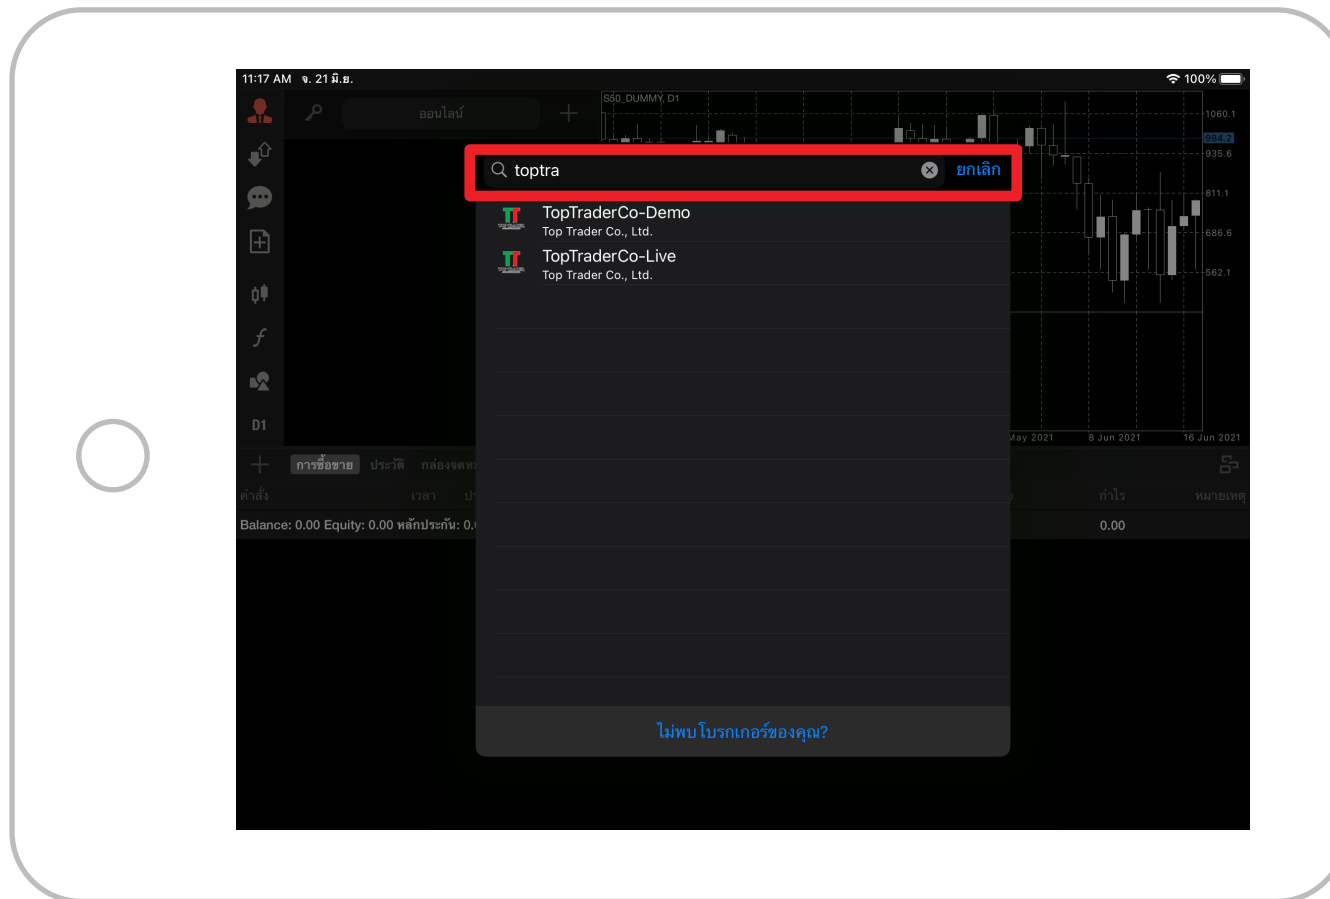 11:17 AM จ. 21 มิ.ย.
100%
ออนไลน์
S50_DUMMY, D1
1060.1
984.2
935.6
811.1
686.6
562.1
toptra
ยกเลิก
TopTraderCo-Demo
Top Trader Co., Ltd.
TopTraderCo-Live
Top Trader Co., Ltd.
D1
May 2021 8 Jun 2021 16 Jun 2021
การซื้อขาย ประวัติ
คำสั่ง เวลา กำไร หมายเหตุ
Balance: 0.00 Equity: 0.00 หลักประกัน: 0.00
ไม่พบโบรกเกอร์ของคุณ?